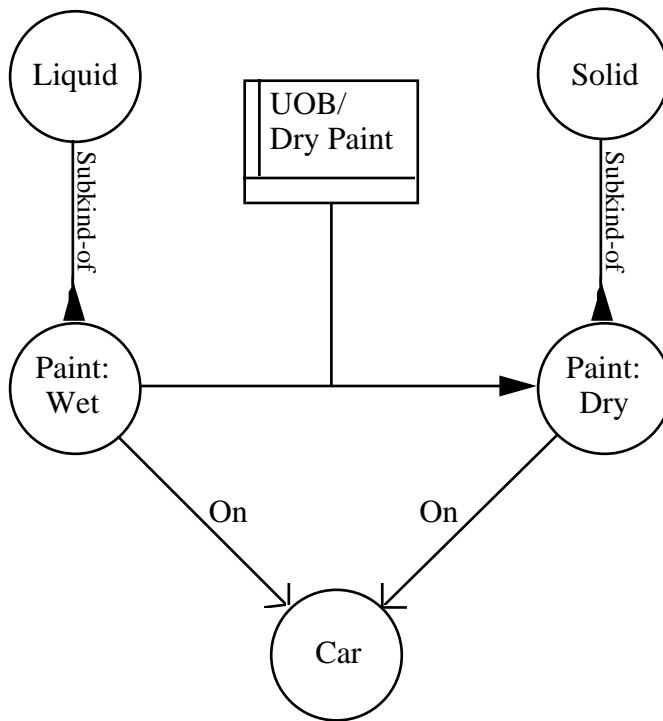 Liquid
UOB/
Dry Paint
Solid
Subkind-of
Subkind-of
Paint:
Wet
Paint:
Dry
On
On
Car